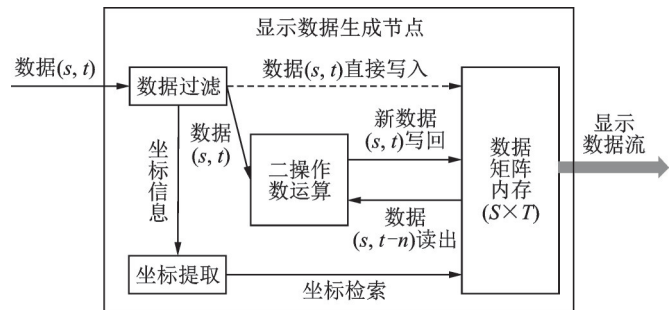 显示数据生成节点
数据(s, t)
数据过滤
数据(s, t)直接写入
坐标信息
数据
(s, t)
二操作
数运算
新数据
(s, t)写回
数据
(s, t−n)读出
数据
矩阵
内存
(S×T)
显示
数据流
坐标提取
坐标检索